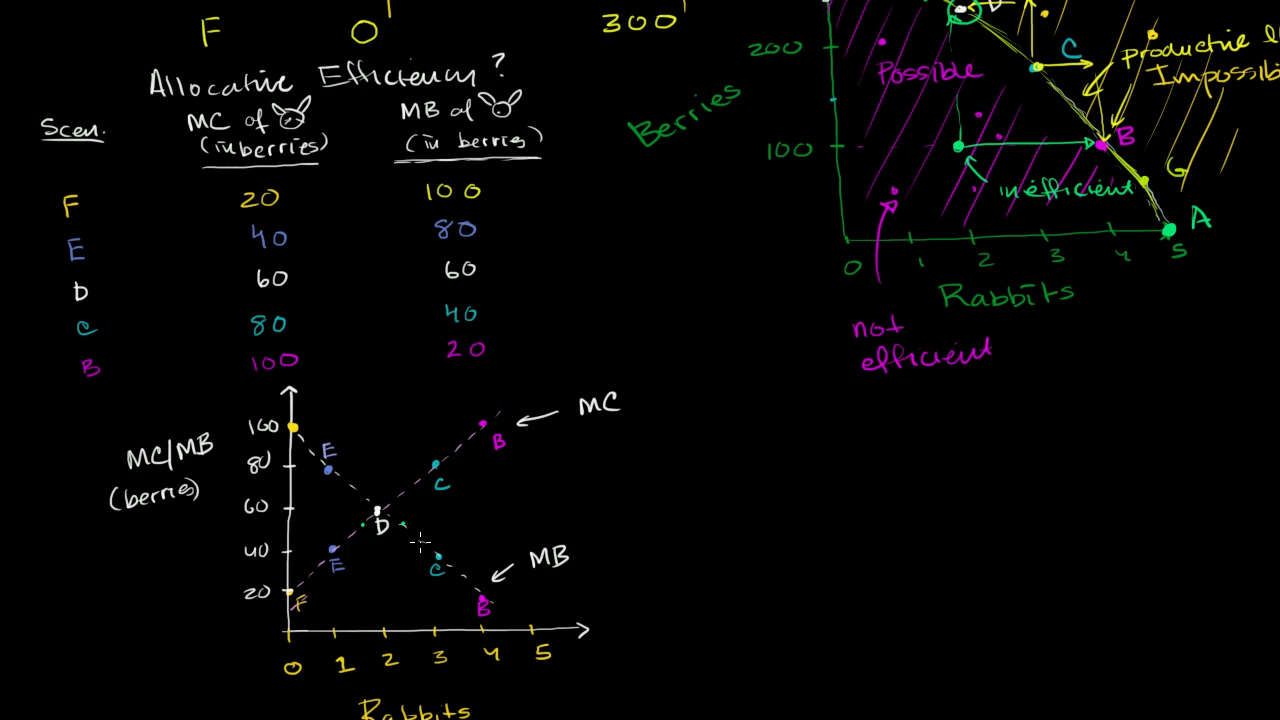 F 0 300
Allocative Efficiency?
Scen. MC of MB of
(in berries) (in berries)
F 20 100
E 40 80
D 60 60
C 80 40
B 100 20
MC/MB
(berries)
100
80
60
40
20
E
E
D
C
C
B
B
F
MC
MB
0 1 2 3 4 5
Rabbits
Berries
200
100
Possible
D
C
Productive
B
G
inefficient
A
0 1 2 3 4 5
Rabbits
not
efficient